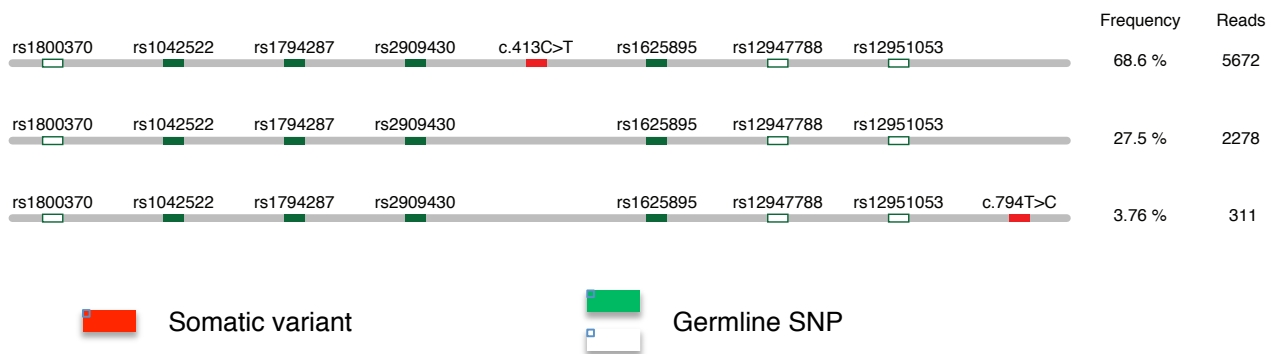 Frequency Reads
rs1800370 rs1042522 rs1794287 rs2909430 c.413C>T rs1625895 rs12947788 rs12951053
68.6 % 5672
rs1800370 rs1042522 rs1794287 rs2909430 rs1625895 rs12947788 rs12951053
27.5 % 2278
rs1800370 rs1042522 rs1794287 rs2909430 rs1625895 rs12947788 rs12951053 c.794T>C
3.76 % 311
Somatic variant Germline SNP